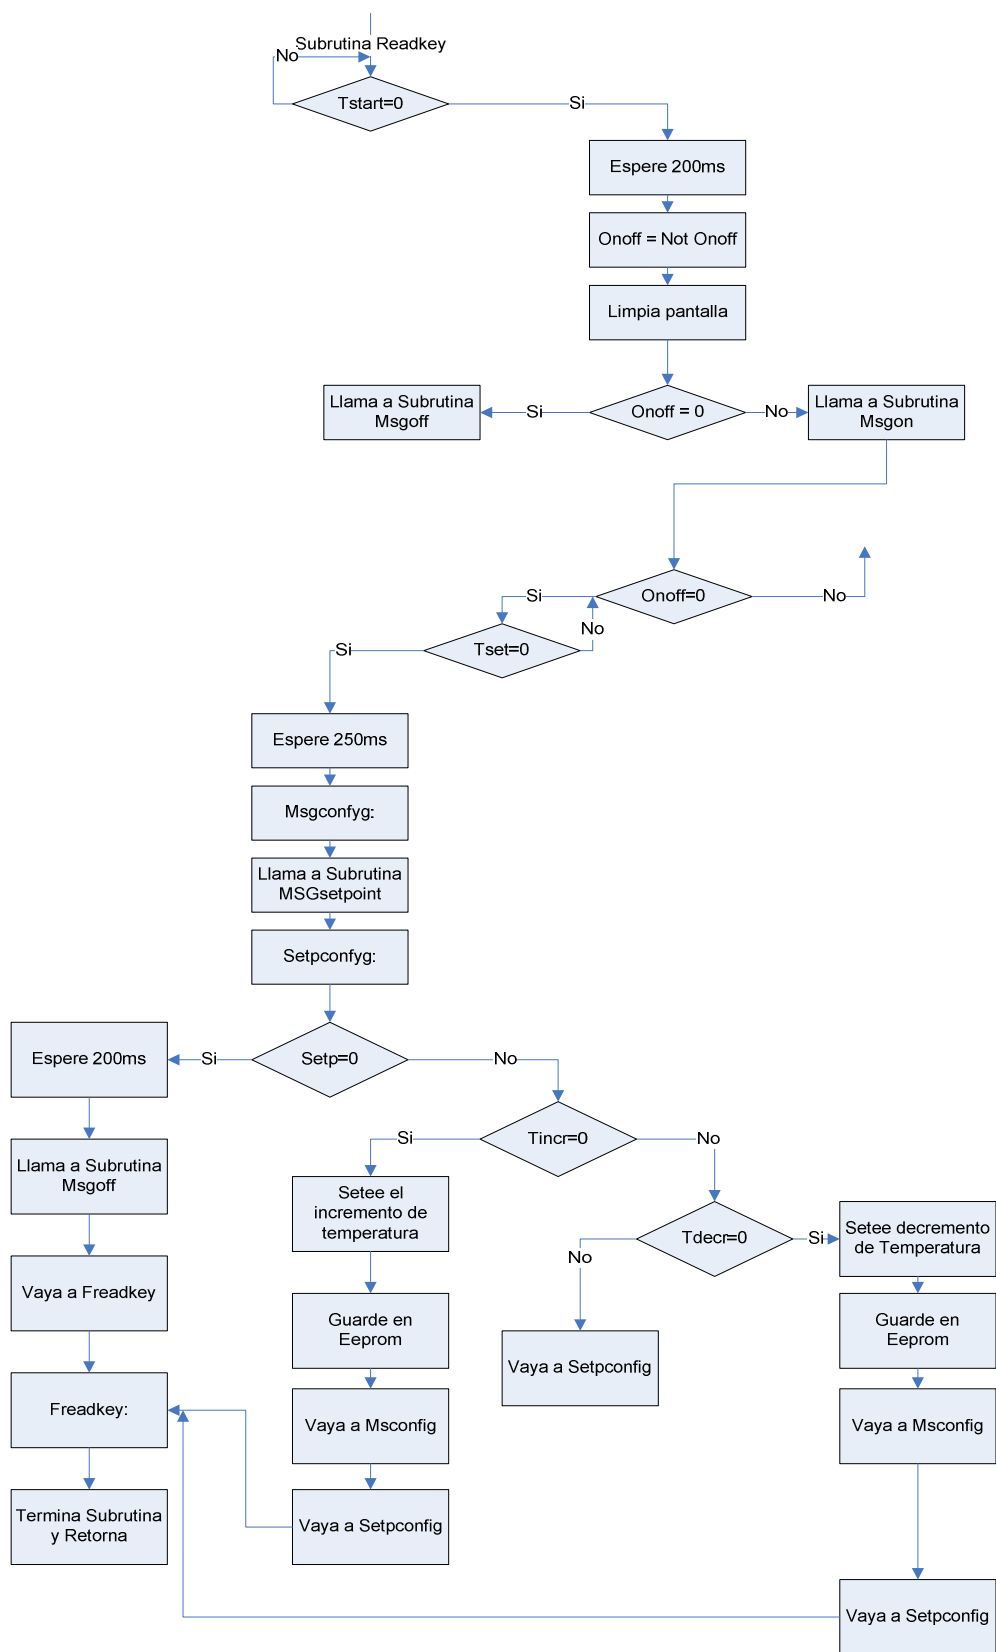 Subrutina Readkey
No
Tstart=0
Si
Espere 200ms
Onoff = Not Onoff
Limpia pantalla
Llama a Subrutina
Msgoff
Si
Onoff = 0
No
Llama a Subrutina
Msgon
Si
Onoff=0
No
No
Si
Tset=0
Espere 250ms
Msgconfyg:
Llama a Subrutina
MSGsetpoint
Setpconfyg:
Espere 200ms
Si
Setp=0
No
Si
Tincr=0
No
Llama a Subrutina
Msgoff
Setee el
incremento de
temperatura
No
Tdecr=0
Si
Setee decremento
de Temperatura
Vaya a Freadkey
Guarde en
Eeprom
Vaya a Setpconfig
Guarde en
Eeprom
Freadkey:
Vaya a Msconfig
Vaya a Msconfig
Termina Subrutina
y Retorna
Vaya a Setpconfig
Vaya a Setpconfig